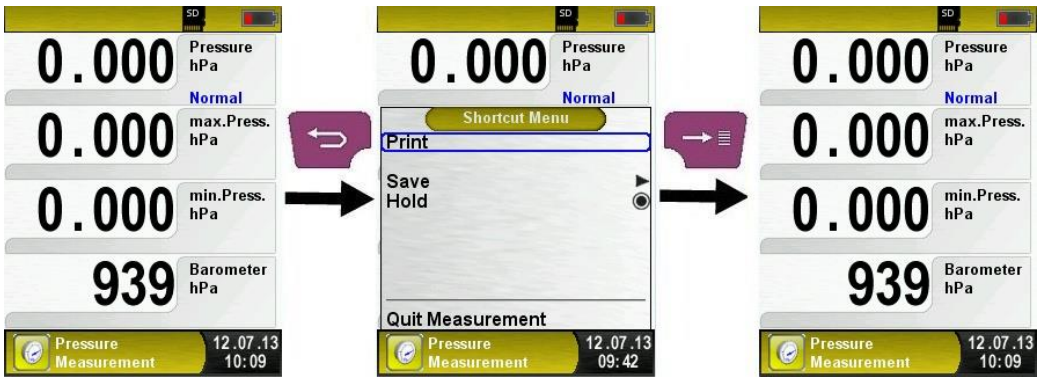 SD
0.000 Pressure
hPa
Normal
0.000 max.Press.
hPa
0.000 min.Press.
hPa
939 Barometer
hPa
Pressure 12.07.13
Measurement 10:09
SD
0.000 Pressure
hPa
Normal
Shortcut Menu
Print
Save
Hold
Quit Measurement
Pressure 12.07.13
Measurement 09:42
SD
0.000 Pressure
hPa
Normal
0.000 max.Press.
hPa
0.000 min.Press.
hPa
939 Barometer
hPa
Pressure 12.07.13
Measurement 10:09